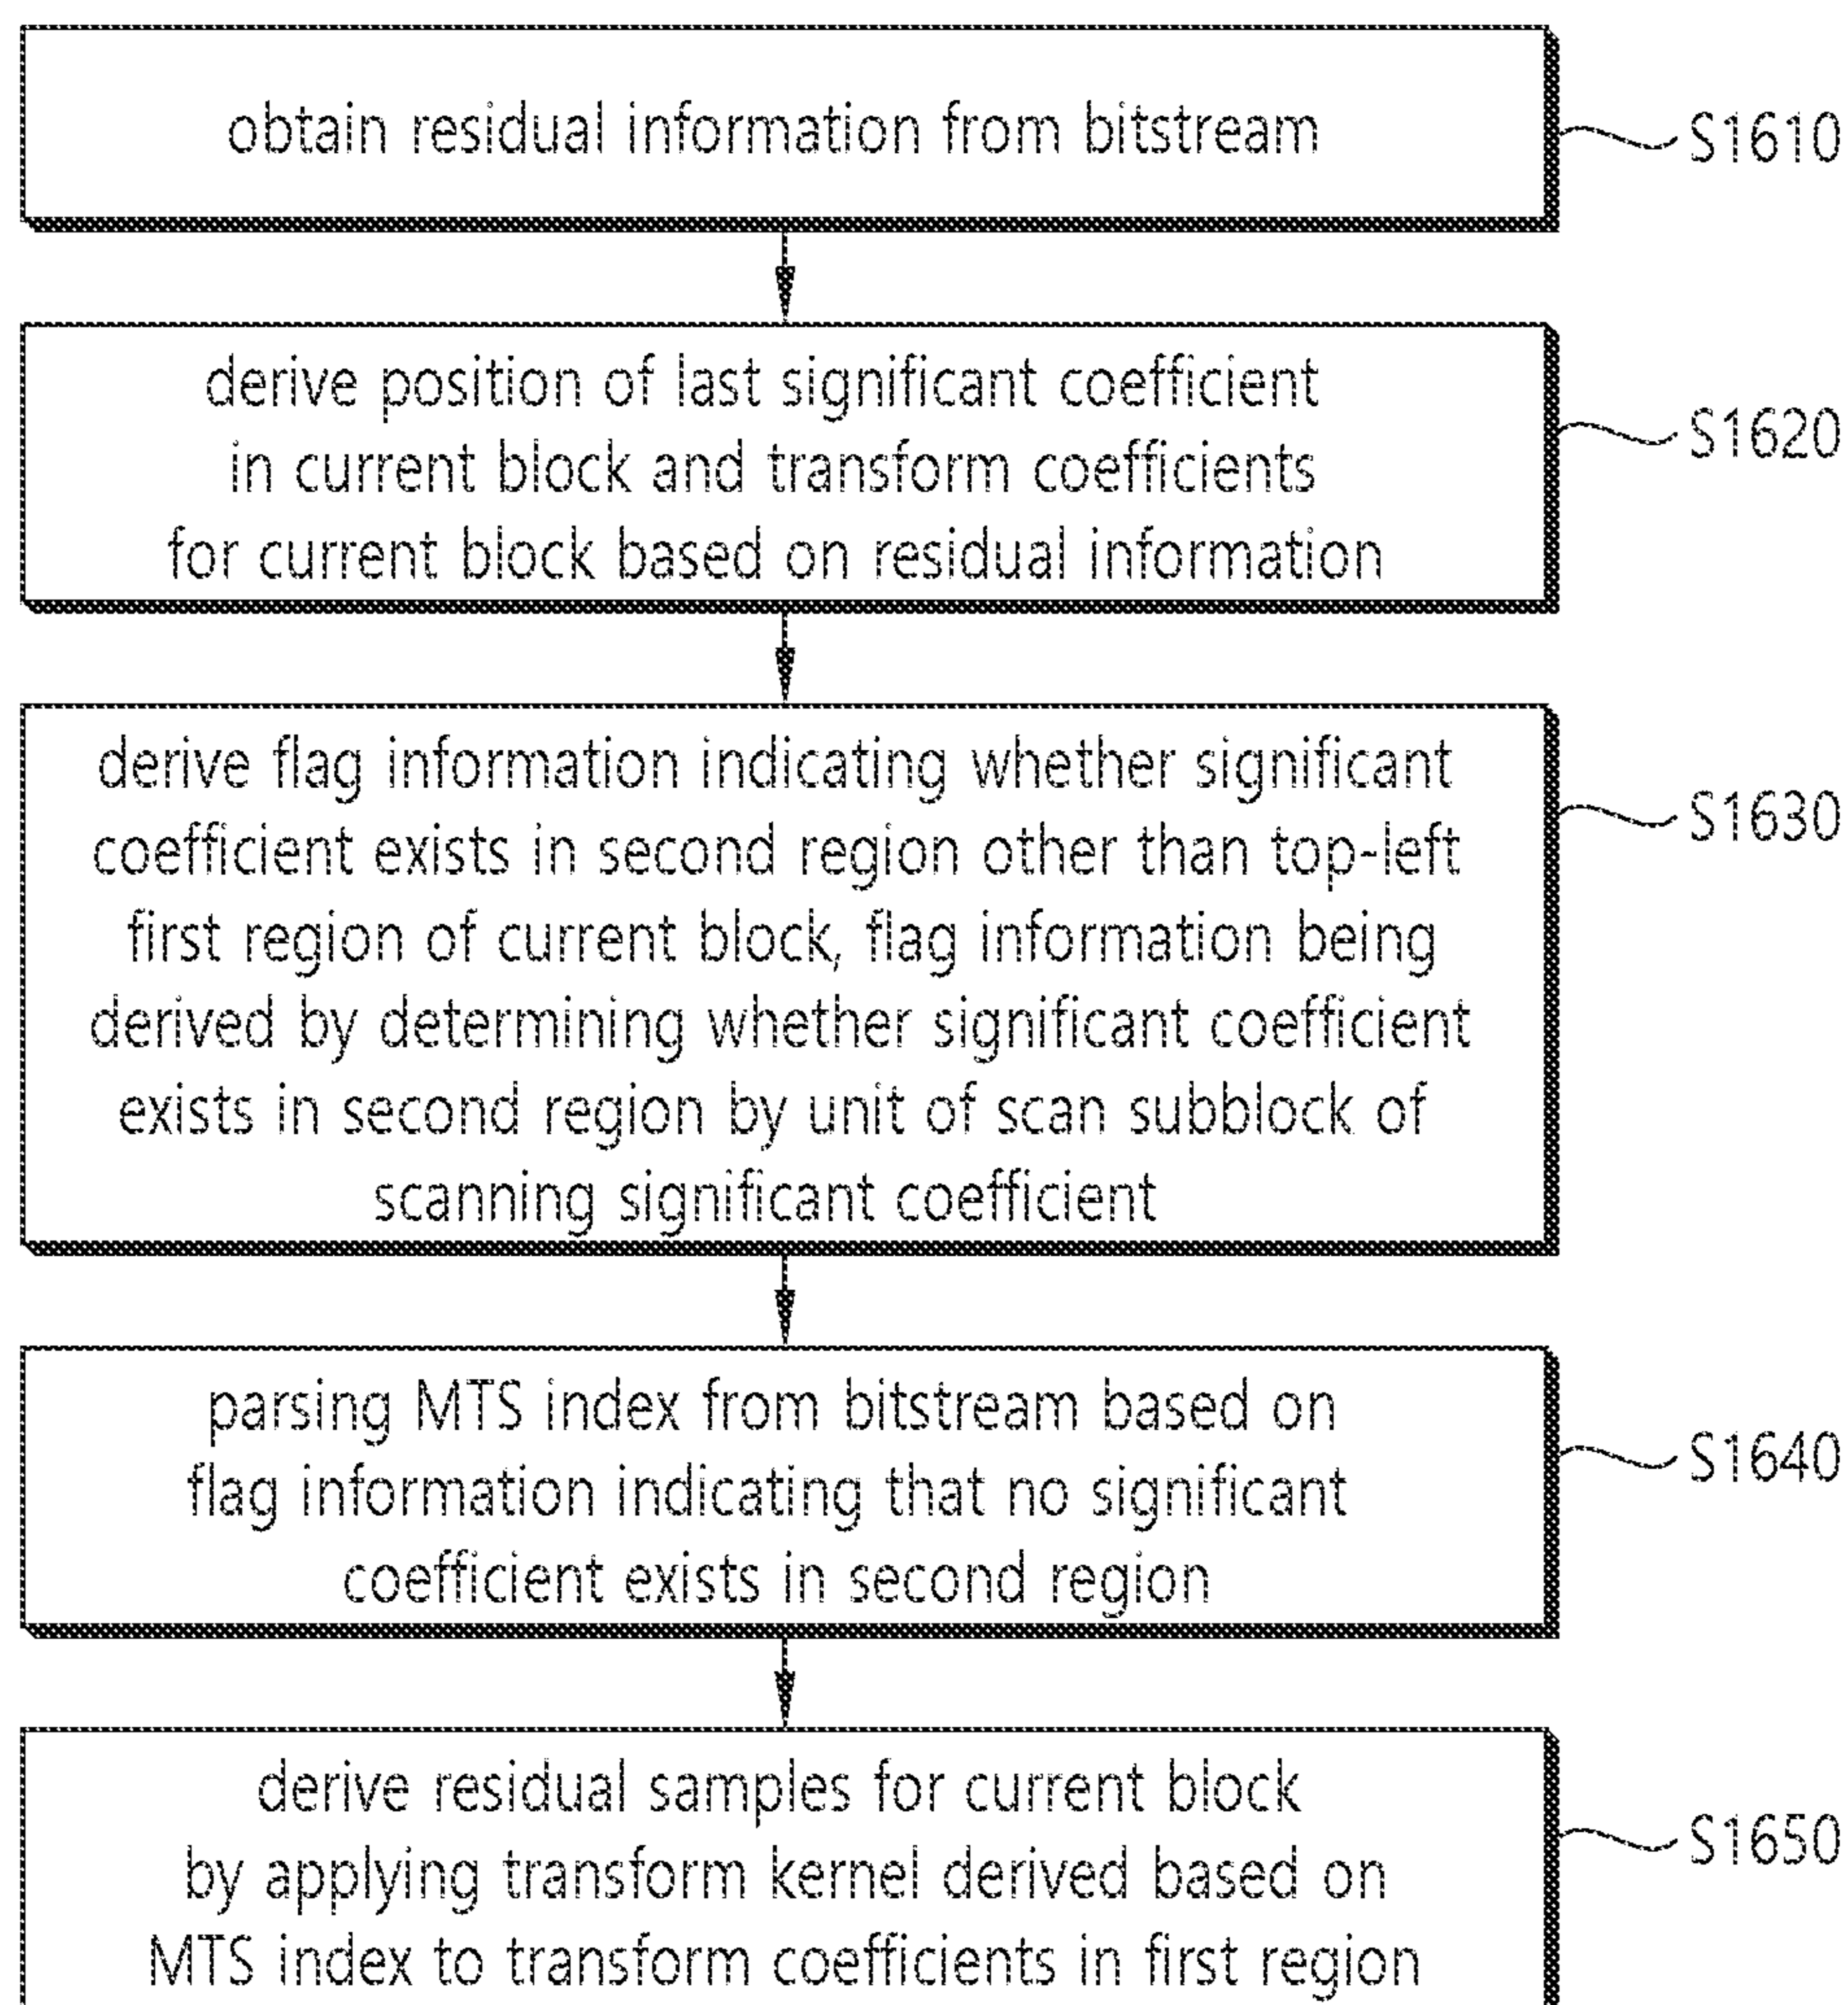 obtain residual information from bitstream
S1610
derive position of last significant coefficient
in current block and transform coefficients
for current block based on residual information
S1620
derive flag information indicating whether significant
coefficient exists in second region other than top-left
first region of current block, flag information being
derived by determining whether significant coefficient
exists in second region by unit of scan subblock of
scanning significant coefficient
S1630
parsing MTS index from bitstream based on
flag information indicating that no significant
coefficient exists in second region
S1640
derive residual samples for current block
by applying transform kernel derived based on
MTS index to transform coefficients in first region
S1650